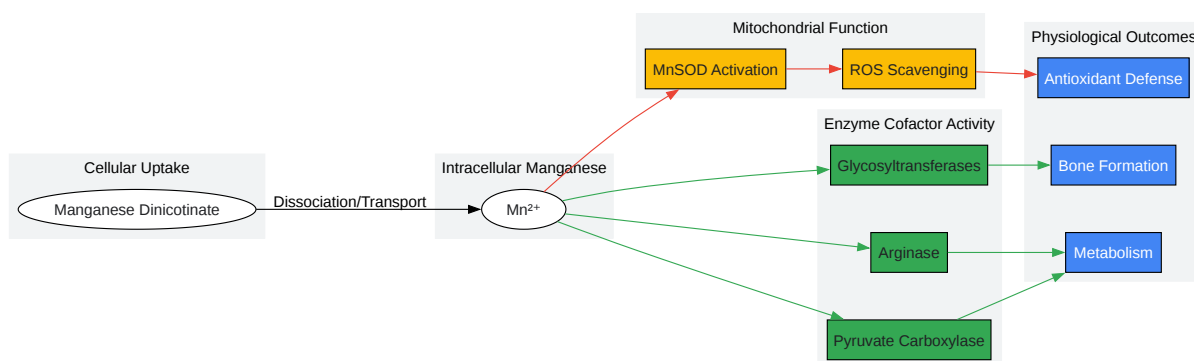 Mitochondrial Function
Physiological Outcomes
MnSOD Activation
ROS Scavenging
Antioxidant Defense
Enzyme Cofactor Activity
Cellular Uptake
Intracellular Manganese
Glycosyltransferases
Bone Formation
Manganese Dinicotinate
Dissociation/Transport
Mn²⁺
Arginase
Metabolism
Pyruvate Carboxylase